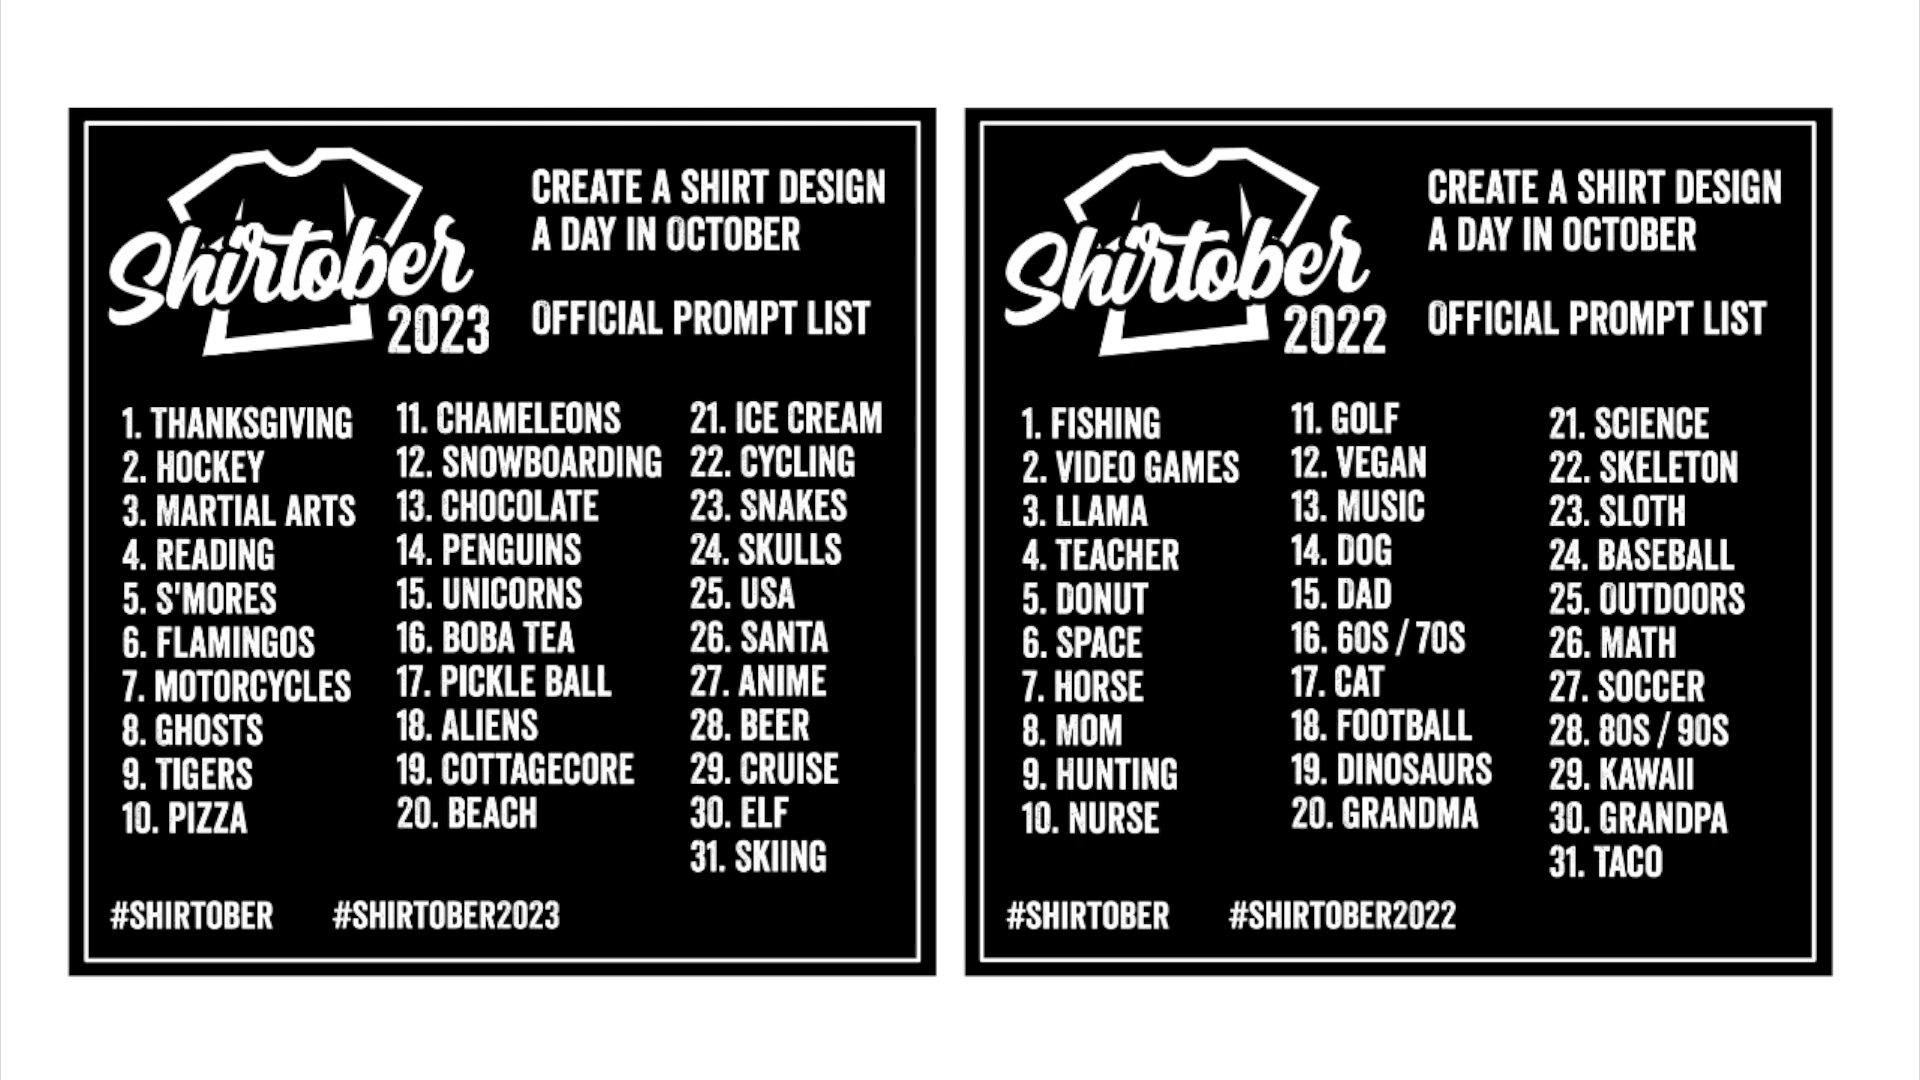 Shirtober
2023
CREATE A SHIRT DESIGN
A DAY IN OCTOBER
OFFICIAL PROMPT LIST
1. THANKSGIVING
2. HOCKEY
3. MARTIAL ARTS
4. READING
5. S'MORES
6. FLAMINGOS
7. MOTORCYCLES
8. GHOSTS
9. TIGERS
10. PIZZA
11. CHAMELEONS
12. SNOWBOARDING
13. CHOCOLATE
14. PENGUINS
15. UNICORNS
16. BOBA TEA
17. PICKLE BALL
18. ALIENS
19. COTTAGECORE
20. BEACH
21. ICE CREAM
22. CYCLING
23. SNAKES
24. SKULLS
25. USA
26. SANTA
27. ANIME
28. BEER
29. CRUISE
30. ELF
31. SKIING
#SHIRTOBER #SHIRTOBER2023
Shirtober
2022
CREATE A SHIRT DESIGN
A DAY IN OCTOBER
OFFICIAL PROMPT LIST
1. FISHING
2. VIDEO GAMES
3. LLAMA
4. TEACHER
5. DONUT
6. SPACE
7. HORSE
8. MOM
9. HUNTING
10. NURSE
11. GOLF
12. VEGAN
13. MUSIC
14. DOG
15. DAD
16. 60S / 70S
17. CAT
18. FOOTBALL
19. DINOSAURS
20. GRANDMA
21. SCIENCE
22. SKELETON
23. SLOTH
24. BASEBALL
25. OUTDOORS
26. MATH
27. SOCCER
28. 80S / 90S
29. KAWAII
30. GRANDPA
31. TACO
#SHIRTOBER #SHIRTOBER2022